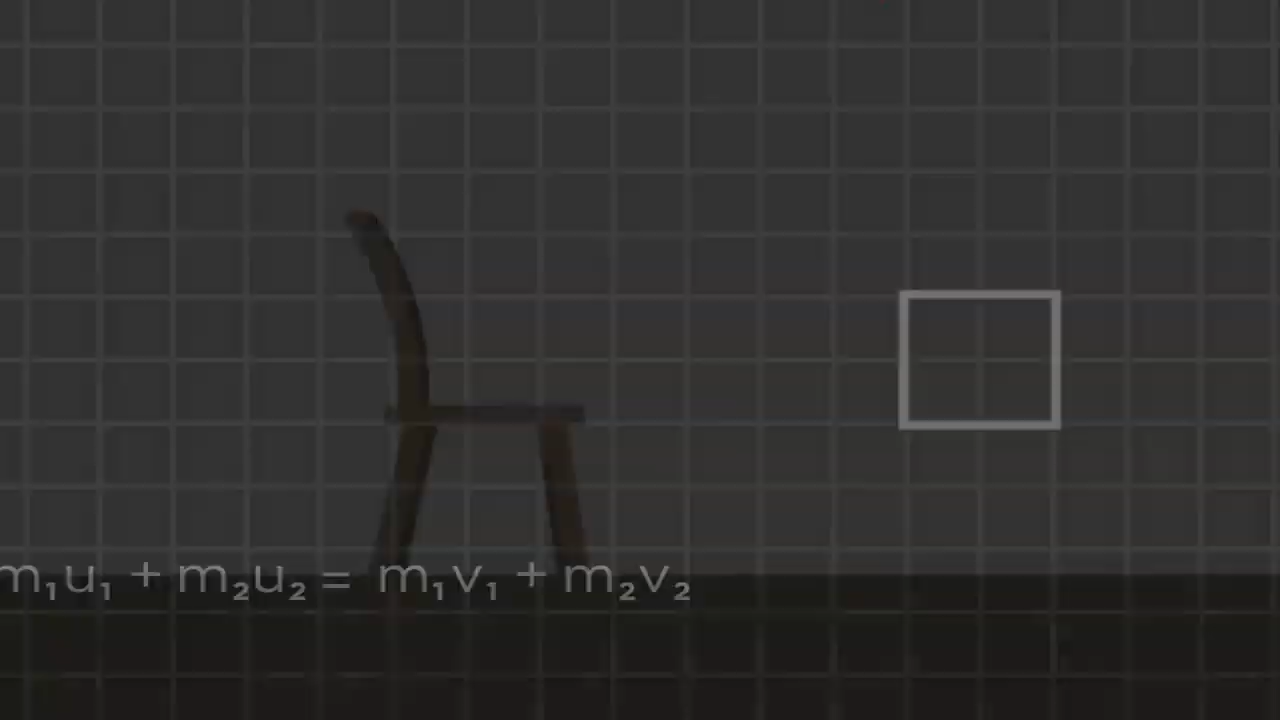 m₁u₁ + m₂u₂ = m₁v₁ + m₂v₂